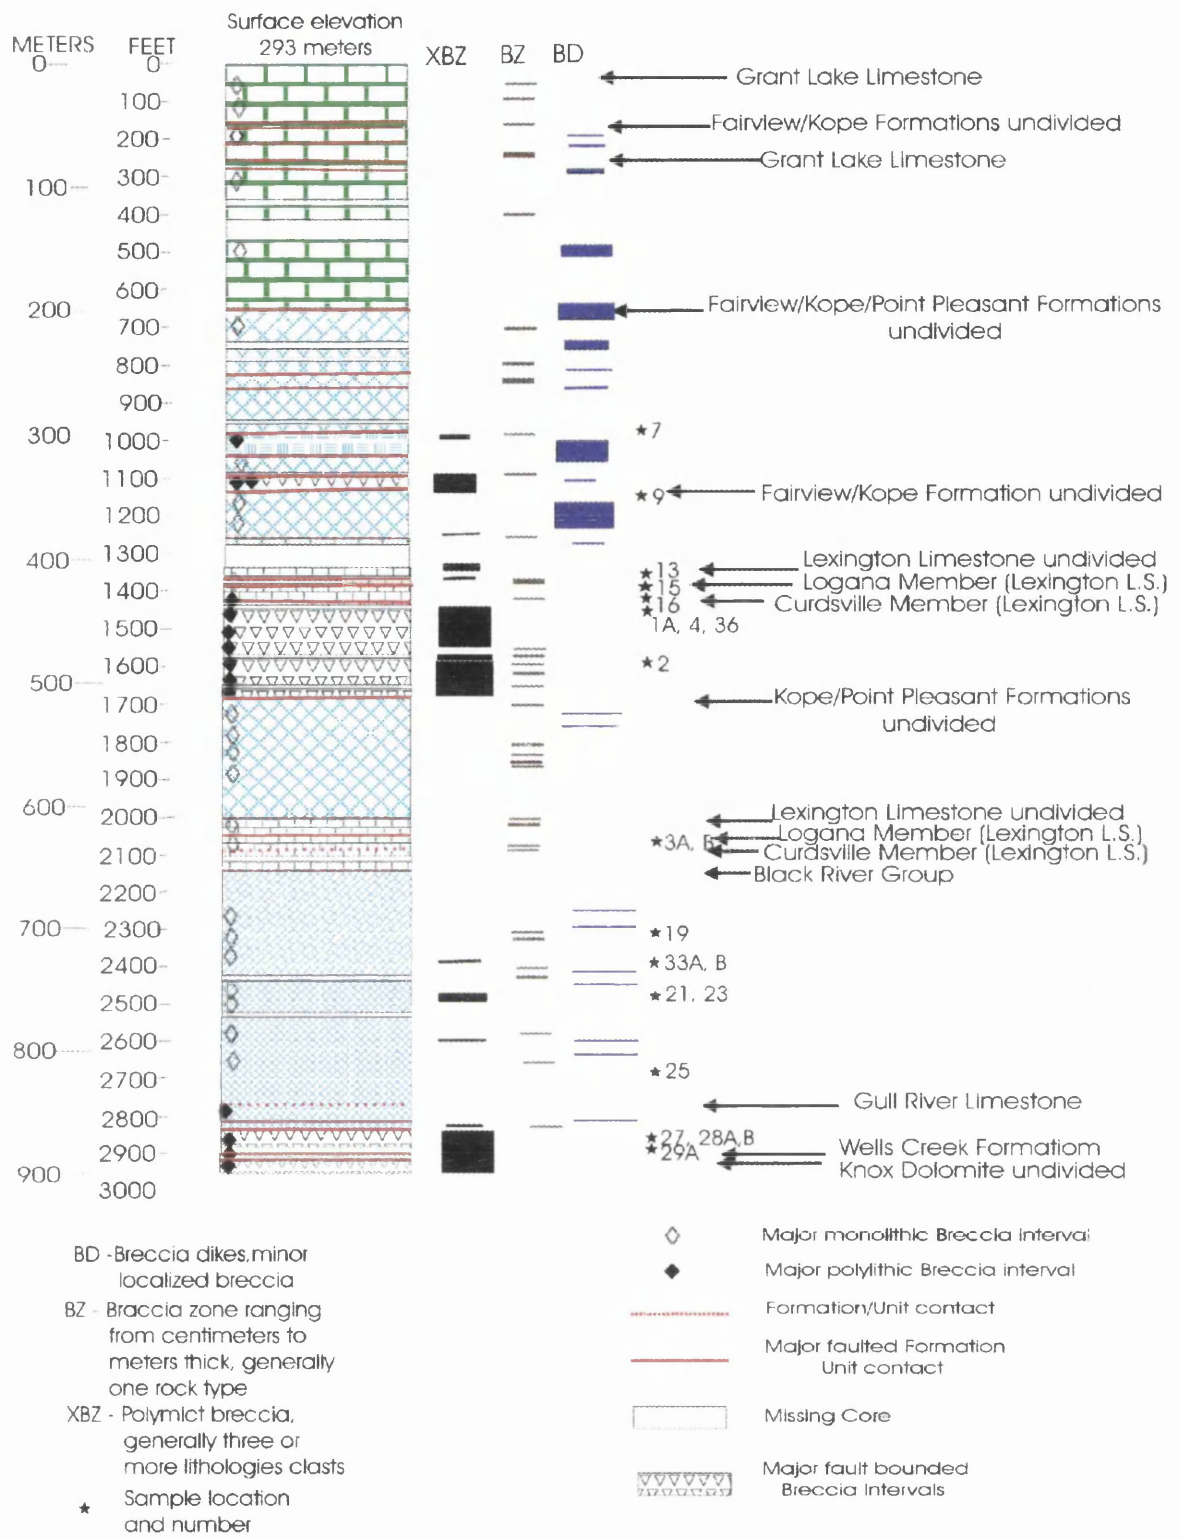 Surface elevation
293 meters
METERS
FEET
XBZ
BZ
BD
0
100
200
300
400
500
600
700
800
900
0
100
200
300
400
500
600
700
800
900
1000
1100
1200
1300
1400
1500
1600
1700
1800
1900
2000
2100
2200
2300
2400
2500
2600
2700
2800
2900
3000
Grant Lake Limestone
Fairview/Kope Formations undivided
Grant Lake Limestone
Fairview/Kope/Point Pleasant Formations
undivided
★7
★9
Fairview/Kope Formation undivided
Lexington Limestone undivided
★13
★15
Logana Member (Lexington L.S.)
★16
Curdsville Member (Lexington L.S.)
★1A, 4, 36
★2
Kope/Point Pleasant Formations
undivided
Lexington Limestone undivided
Logana Member (Lexington L.S.)
★3A, B
Curdsville Member (Lexington L.S.)
Black River Group
★19
★33A, B
★21, 23
★25
Gull River Limestone
★27, 28A,B
★29A
Wells Creek Formatiom
Knox Dolomite undivided
BD -Breccia dikes,minor
localized breccia
BZ - Braccia zone ranging
from centimeters to
meters thick, generally
one rock type
XBZ - Polymict breccia,
generally three or
more lithologies clasts
★ Sample location
and number
Major monolithic Breccia interval
Major polylithic Breccia interval
Formation/Unit contact
Major faulted Formation
Unit contact
Missing Core
Major fault bounded
Breccia Intervals